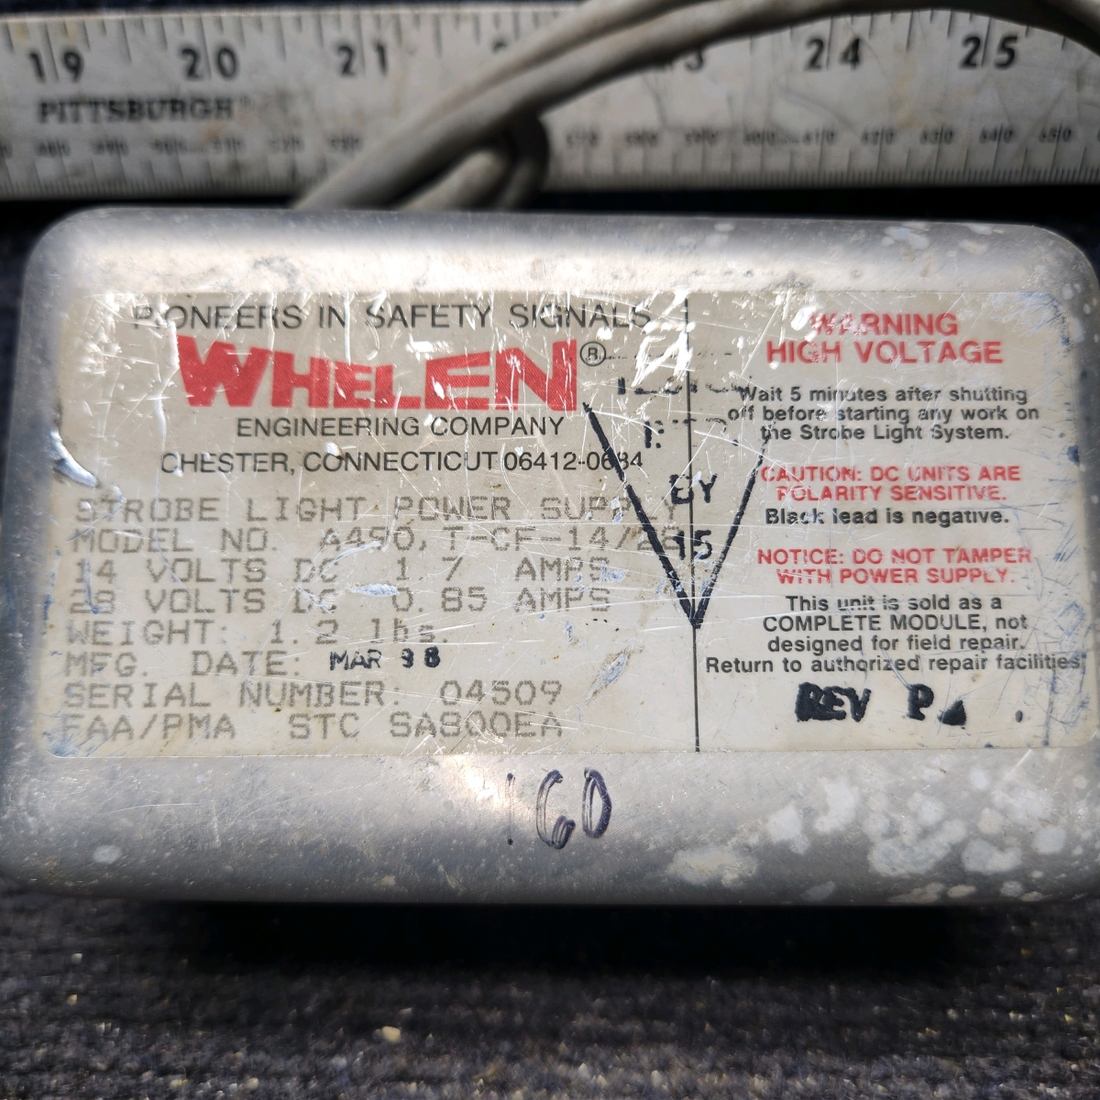 19 20 21 24 25
PITTSBURGH
PIONEERS IN SAFETY SIGNALS
WHELEN®
ENGINEERING COMPANY
CHESTER, CONNECTICUT 06412-0684
STROBE LIGHT POWER SUPPLY
MODEL NO. A490, T-CF-14/28
14 VOLTS DC 1.7 AMPS
28 VOLTS DC 0.85 AMPS
WEIGHT: 1.2 lbs.
MFG. DATE: MAR 98
SERIAL NUMBER: 04509
FAA/PMA STC SA800EA
BY
15
WARNING
HIGH VOLTAGE
Wait 5 minutes after shutting
off before starting any work on
the Strobe Light System.
CAUTION: DC UNITS ARE
POLARITY SENSITIVE.
Black lead is negative.
NOTICE: DO NOT TAMPER
WITH POWER SUPPLY.
This unit is sold as a
COMPLETE MODULE, not
designed for field repair.
Return to authorized repair facilities.
REV P
160